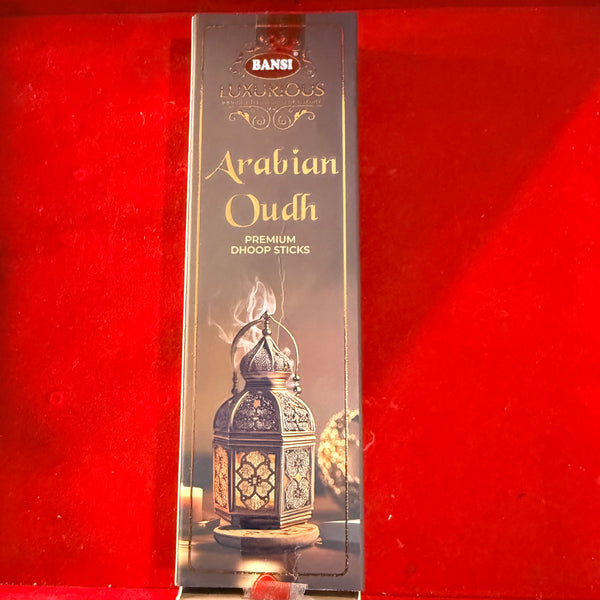 BANSI
LUXURIOUS
Arabian
Oudh
PREMIUM
DHOOP STICKS